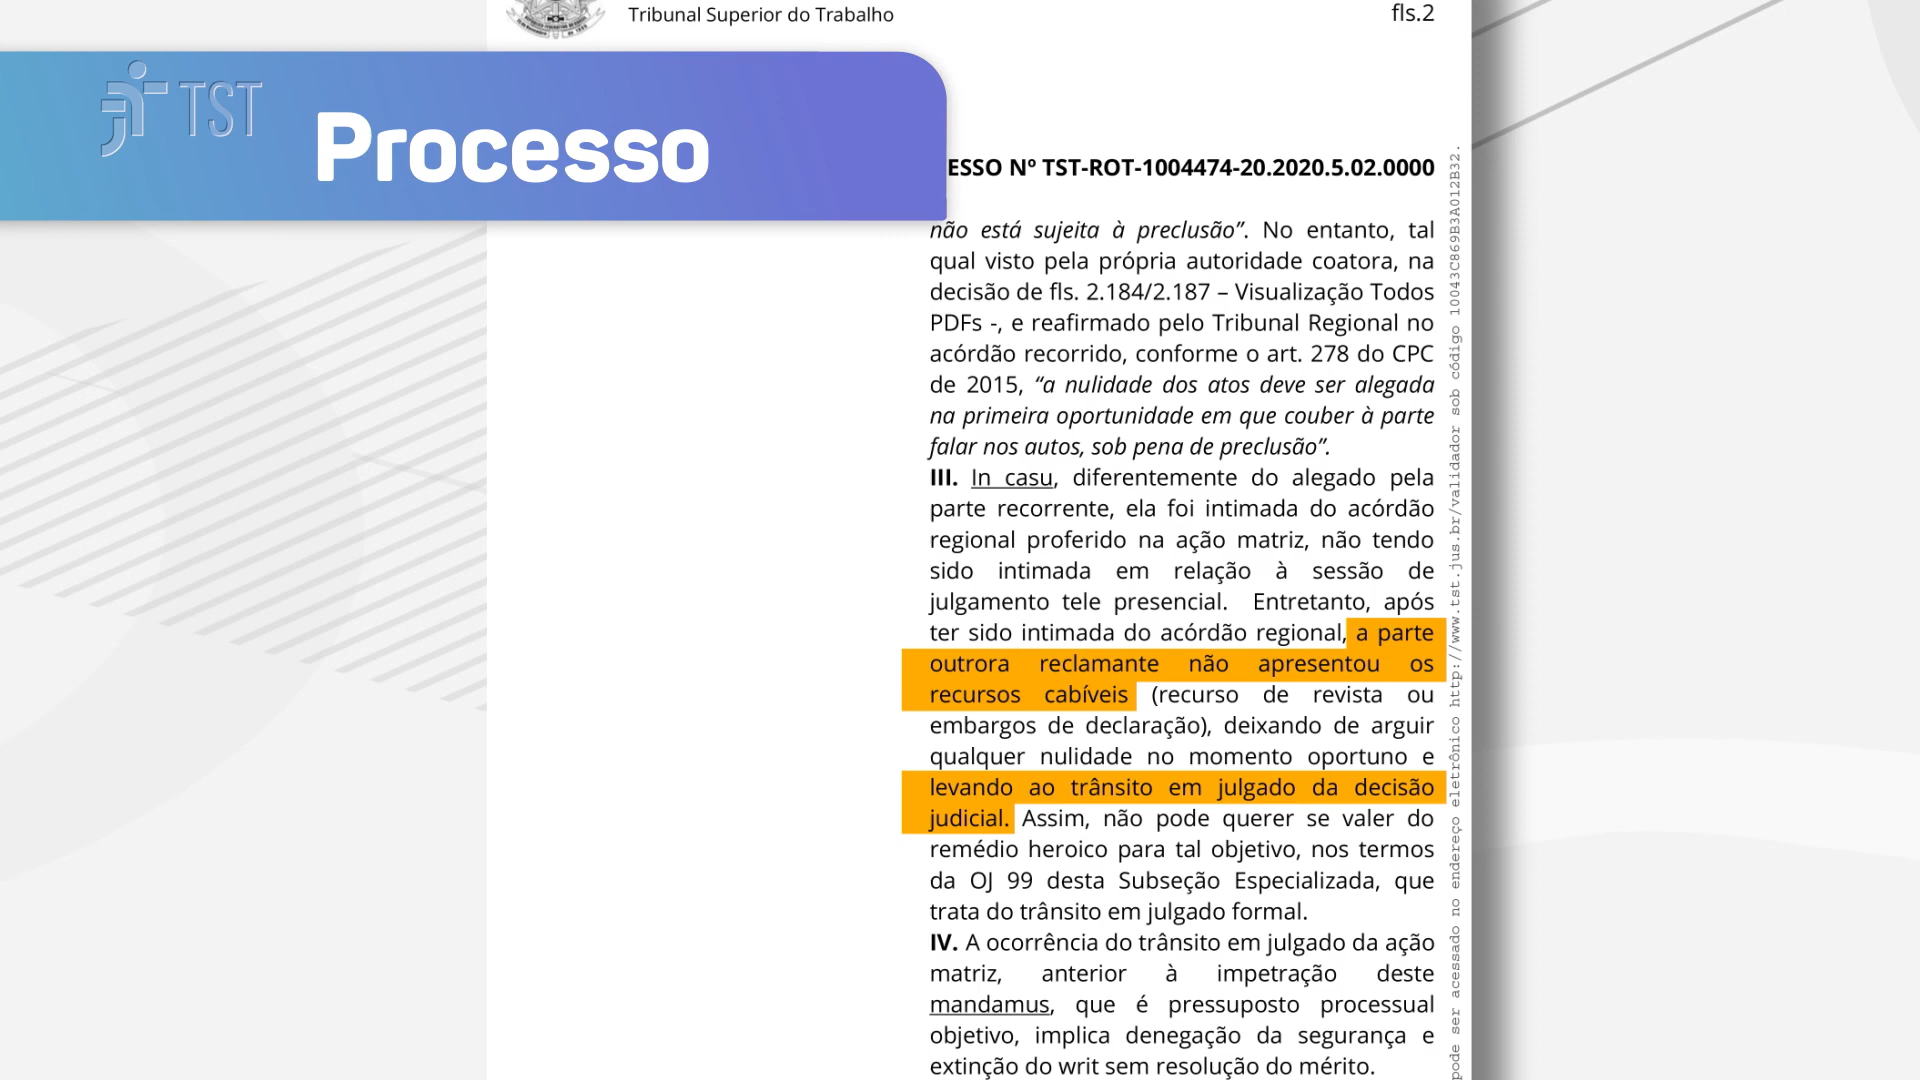 Tribunal Superior do Trabalho
fls.2
TST
Processo
ESSO Nº TST-ROT-1004474-20.2020.5.02.0000
não está sujeita à preclusão”. No entanto, tal
qual visto pela própria autoridade coatora, na
decisão de fls. 2.184/2.187 – Visualização Todos
PDFs -, e reafirmado pelo Tribunal Regional no
acórdão recorrido, conforme o art. 278 do CPC
de 2015, “a nulidade dos atos deve ser alegada
na primeira oportunidade em que couber à parte
falar nos autos, sob pena de preclusão”.
III. In casu, diferentemente do alegado pela
parte recorrente, ela foi intimada do acórdão
regional proferido na ação matriz, não tendo
sido intimada em relação à sessão de
julgamento tele presencial. Entretanto, após
ter sido intimada do acórdão regional, a parte
outrora reclamante não apresentou os
recursos cabíveis (recurso de revista ou
embargos de declaração), deixando de arguir
qualquer nulidade no momento oportuno e
levando ao trânsito em julgado da decisão
judicial. Assim, não pode querer se valer do
remédio heroico para tal objetivo, nos termos
da OJ 99 desta Subseção Especializada, que
trata do trânsito em julgado formal.
IV. A ocorrência do trânsito em julgado da ação
matriz, anterior à impetração deste
mandamus, que é pressuposto processual
objetivo, implica denegação da segurança e
extinção do writ sem resolução do mérito.
pode ser acessado no endereço eletrônico http://www.tst.jus.br/validador sob código 10043C869B3A012B32.